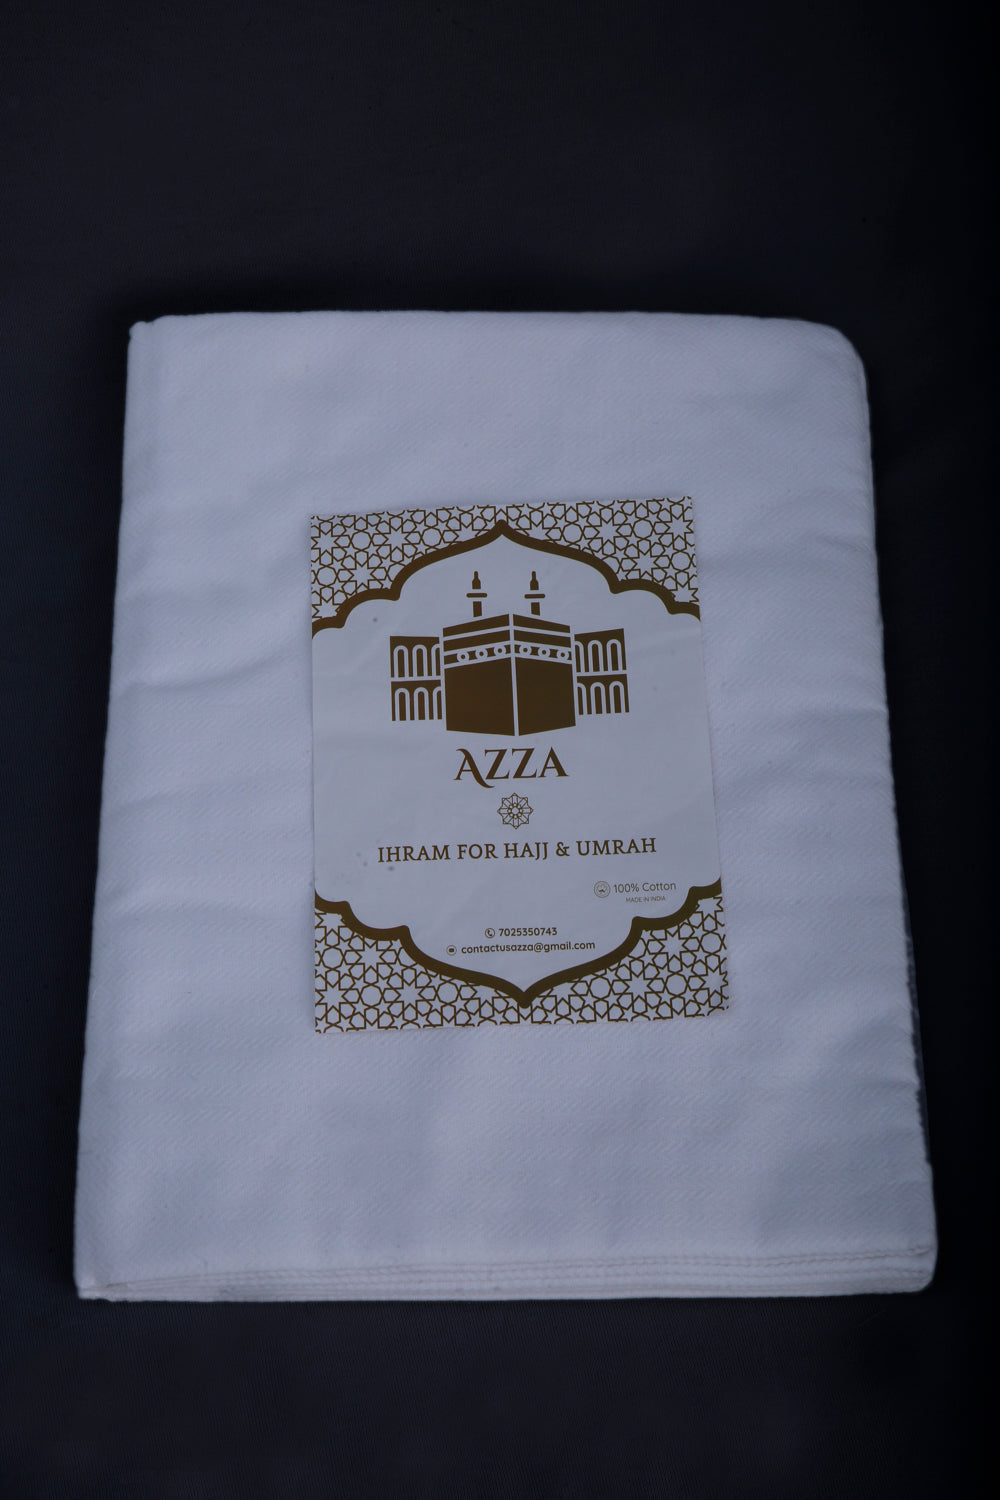 AZZA
IHRAM FOR HAJJ & UMRAH
100% Cotton
MADE IN INDIA
7025350743
contactusazza@gmail.com